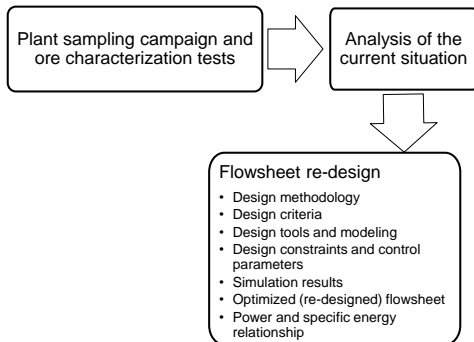 Plant sampling campaign and
ore characterization tests
Analysis of the
current situation
Flowsheet re-design
• Design methodology
• Design criteria
• Design tools and modeling
• Design constraints and control
parameters
• Simulation results
• Optimized (re-designed) flowsheet
• Power and specific energy
relationship